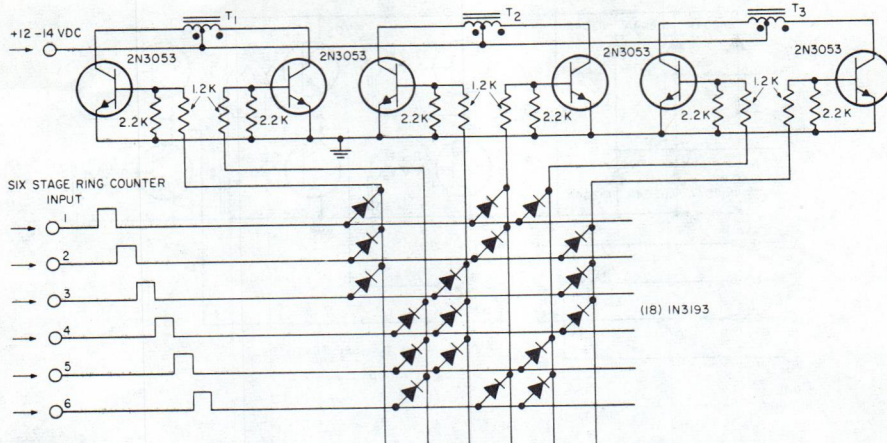 T1
T2
T3
+12 -14 VDC
2N3053
2N3053
2N3053
2N3053
2N3053
1.2K
1.2K
1.2K
2.2K
2.2K
2.2K
2.2K
2.2K
2.2K
SIX STAGE RING COUNTER
INPUT
1
2
3
4
5
6
(18) IN3193